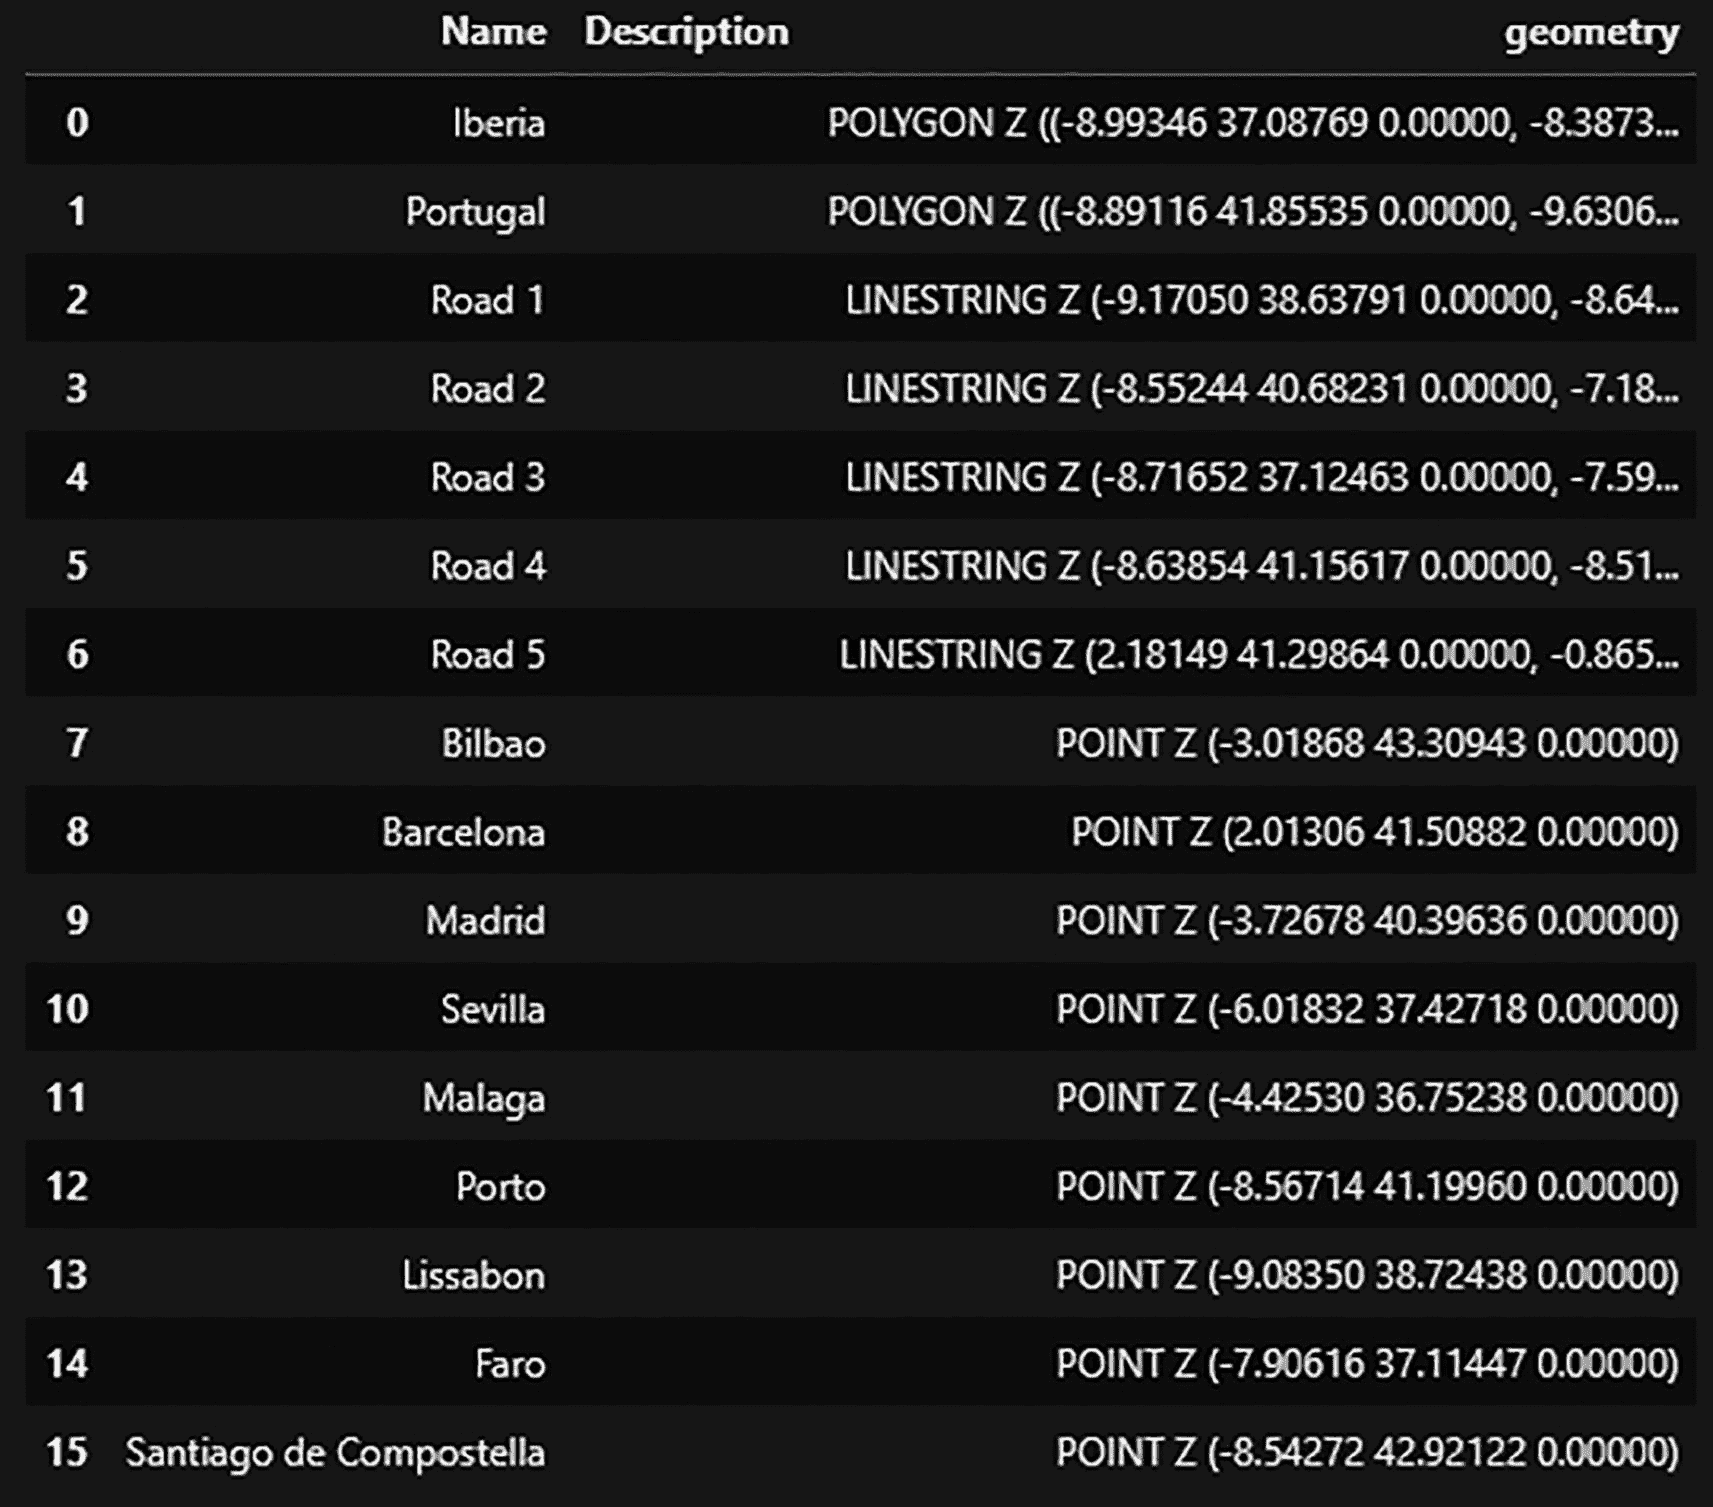 Name Description geometry
0 Iberia POLYGON Z ((-8.99346 37.08769 0.00000, -8.3873...
1 Portugal POLYGON Z ((-8.89116 41.85535 0.00000, -9.6306...
2 Road 1 LINESTRING Z (-9.17050 38.63791 0.00000, -8.64...
3 Road 2 LINESTRING Z (-8.55244 40.68231 0.00000, -7.18...
4 Road 3 LINESTRING Z (-8.71652 37.12463 0.00000, -7.59...
5 Road 4 LINESTRING Z (-8.63854 41.15617 0.00000, -8.51...
6 Road 5 LINESTRING Z (2.18149 41.29864 0.00000, -0.865...
7 Bilbao POINT Z (-3.01868 43.30943 0.00000)
8 Barcelona POINT Z (2.01306 41.50882 0.00000)
9 Madrid POINT Z (-3.72678 40.39636 0.00000)
10 Sevilla POINT Z (-6.01832 37.42718 0.00000)
11 Malaga POINT Z (-4.42530 36.75238 0.00000)
12 Porto POINT Z (-8.56714 41.19960 0.00000)
13 Lissabon POINT Z (-9.08350 38.72438 0.00000)
14 Faro POINT Z (-7.90616 37.11447 0.00000)
15 Santiago de Compostella POINT Z (-8.54272 42.92122 0.00000)